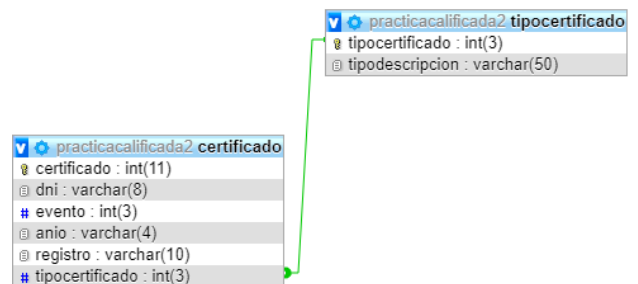 practicacalificada2 tipocertificado
tipocertificado : int(3)
tipodescripcion : varchar(50)
practicacalificada2 certificado
certificado : int(11)
dni : varchar(8)
# evento : int(3)
anio : varchar(4)
registro : varchar(10)
# tipocertificado : int(3)